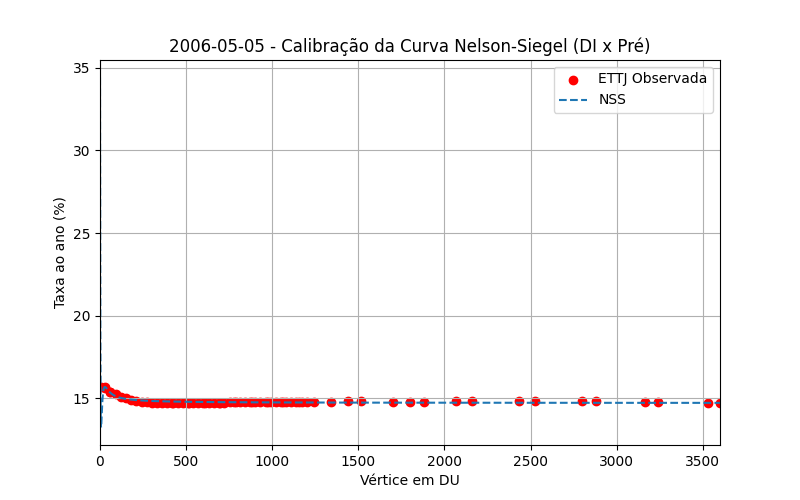 2006-05-05 - Calibração da Curva Nelson-Siegel (DI x Pré)
ETTJ Observada
NSS
Taxa ao ano (%)
35
30
25
20
15
0 500 1000 1500 2000 2500 3000 3500
Vértice em DU